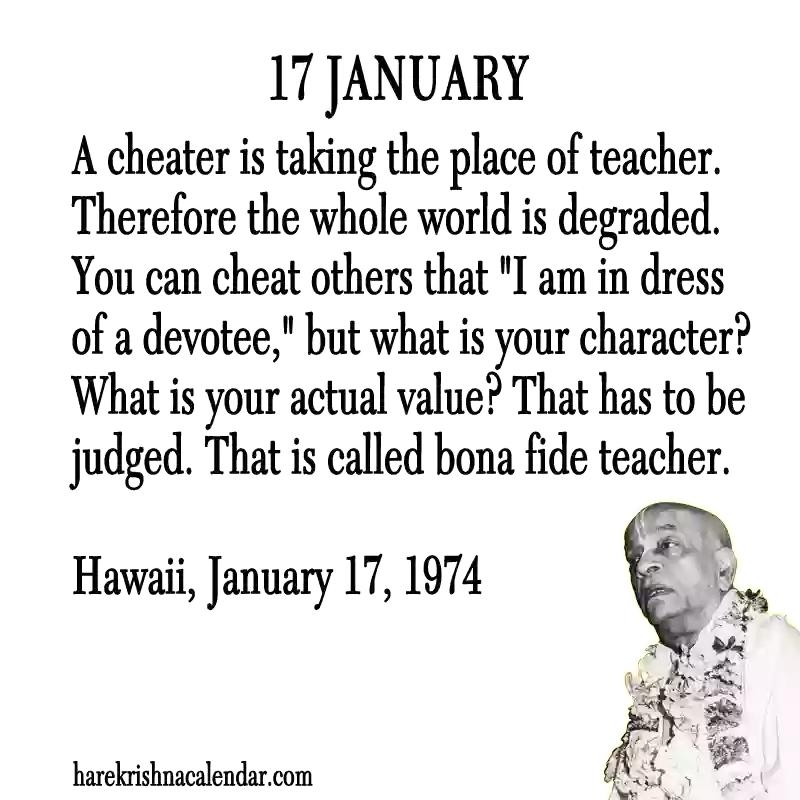 17 JANUARY
A cheater is taking the place of teacher.
Therefore the whole world is degraded.
You can cheat others that "I am in dress
of a devotee," but what is your character?
What is your actual value? That has to be
judged. That is called bona fide teacher.
Hawaii, January 17, 1974
harekrishnacalendar.com